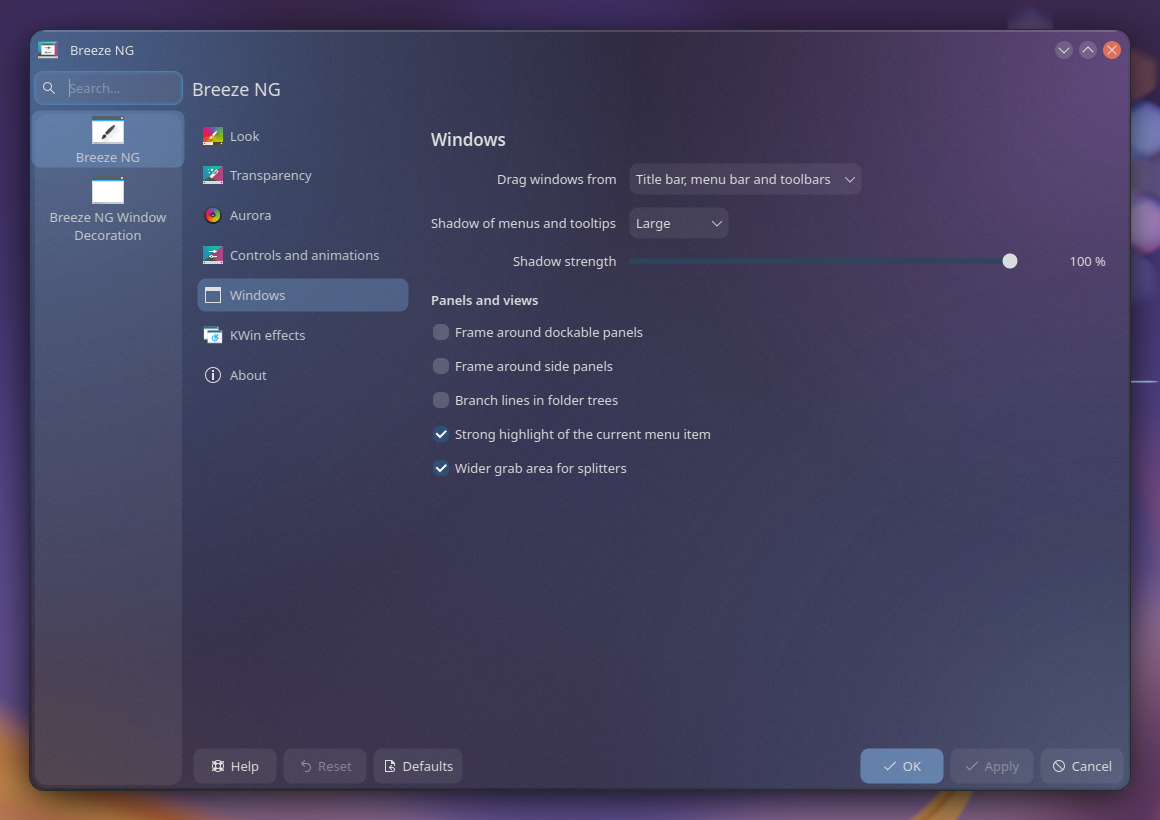 Breeze NG
Search...
Breeze NG
Breeze NG Window
Decoration
Breeze NG
Look
Transparency
Aurora
Controls and animations
Windows
KWin effects
About
Windows
Drag windows from Title bar, menu bar and toolbars
Shadow of menus and tooltips Large
Shadow strength 100 %
Panels and views
Frame around dockable panels
Frame around side panels
Branch lines in folder trees
Strong highlight of the current menu item
Wider grab area for splitters
Help Reset Defaults OK Apply Cancel